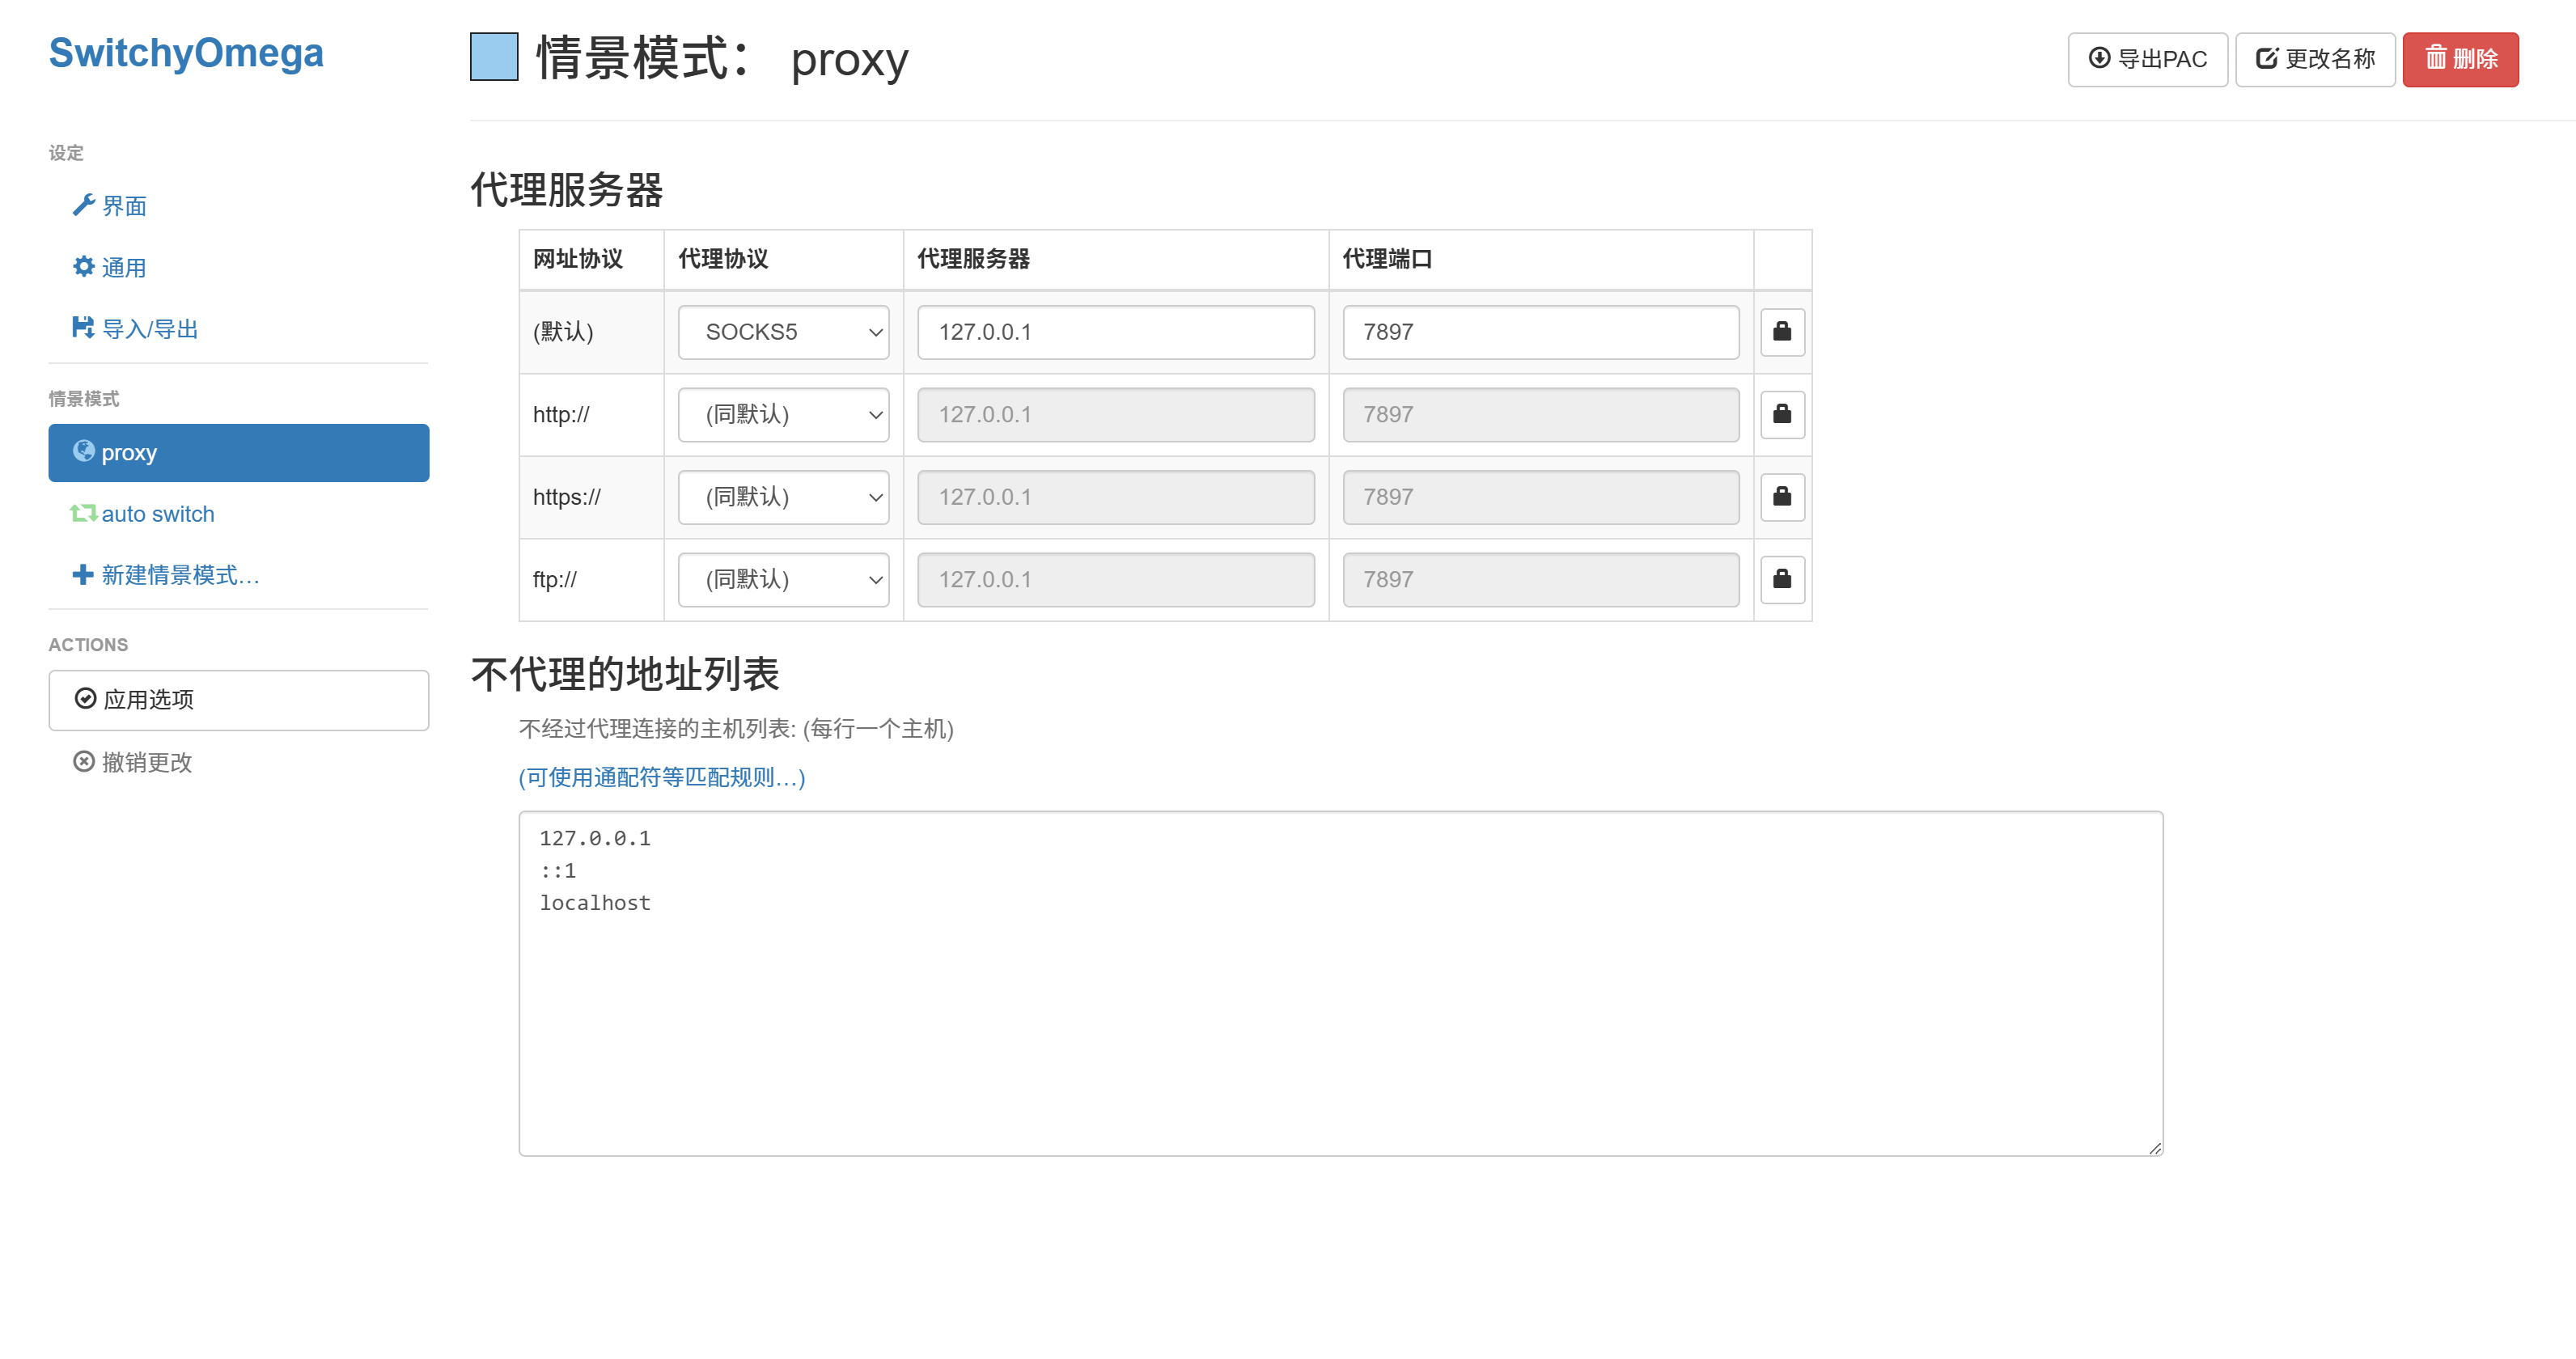 SwitchyOmega
设定
界面
通用
导入/导出
情景模式
proxy
auto switch
新建情景模式…
ACTIONS
应用选项
撤销更改
情景模式： proxy
导出PAC 更改名称 删除
代理服务器
网址协议 代理协议 代理服务器 代理端口
(默认) SOCKS5 127.0.0.1 7897
http:// (同默认) 127.0.0.1 7897
https:// (同默认) 127.0.0.1 7897
ftp:// (同默认) 127.0.0.1 7897
不代理的地址列表
不经过代理连接的主机列表: (每行一个主机)
(可使用通配符等匹配规则…)
127.0.0.1
::1
localhost